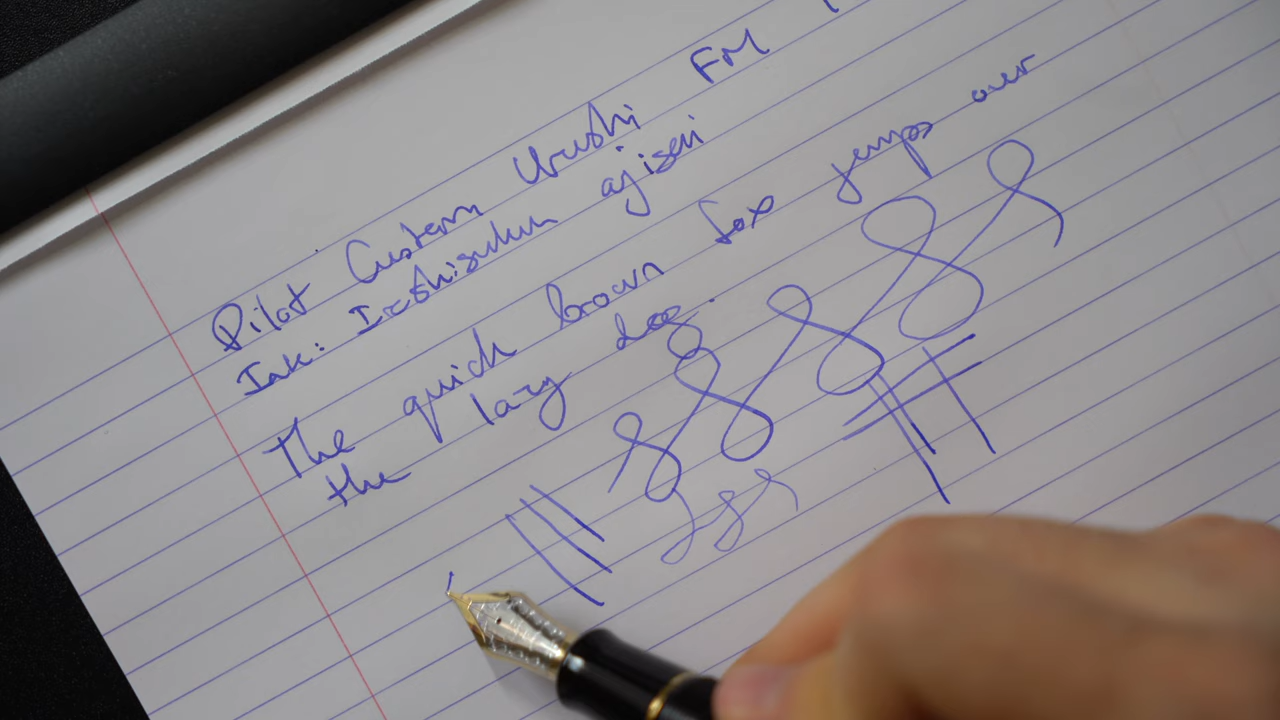 Pilot Custom Urushi FM
Ink: Iroshizuku ajisai
The quick brown fox jumps over
the lazy dog.